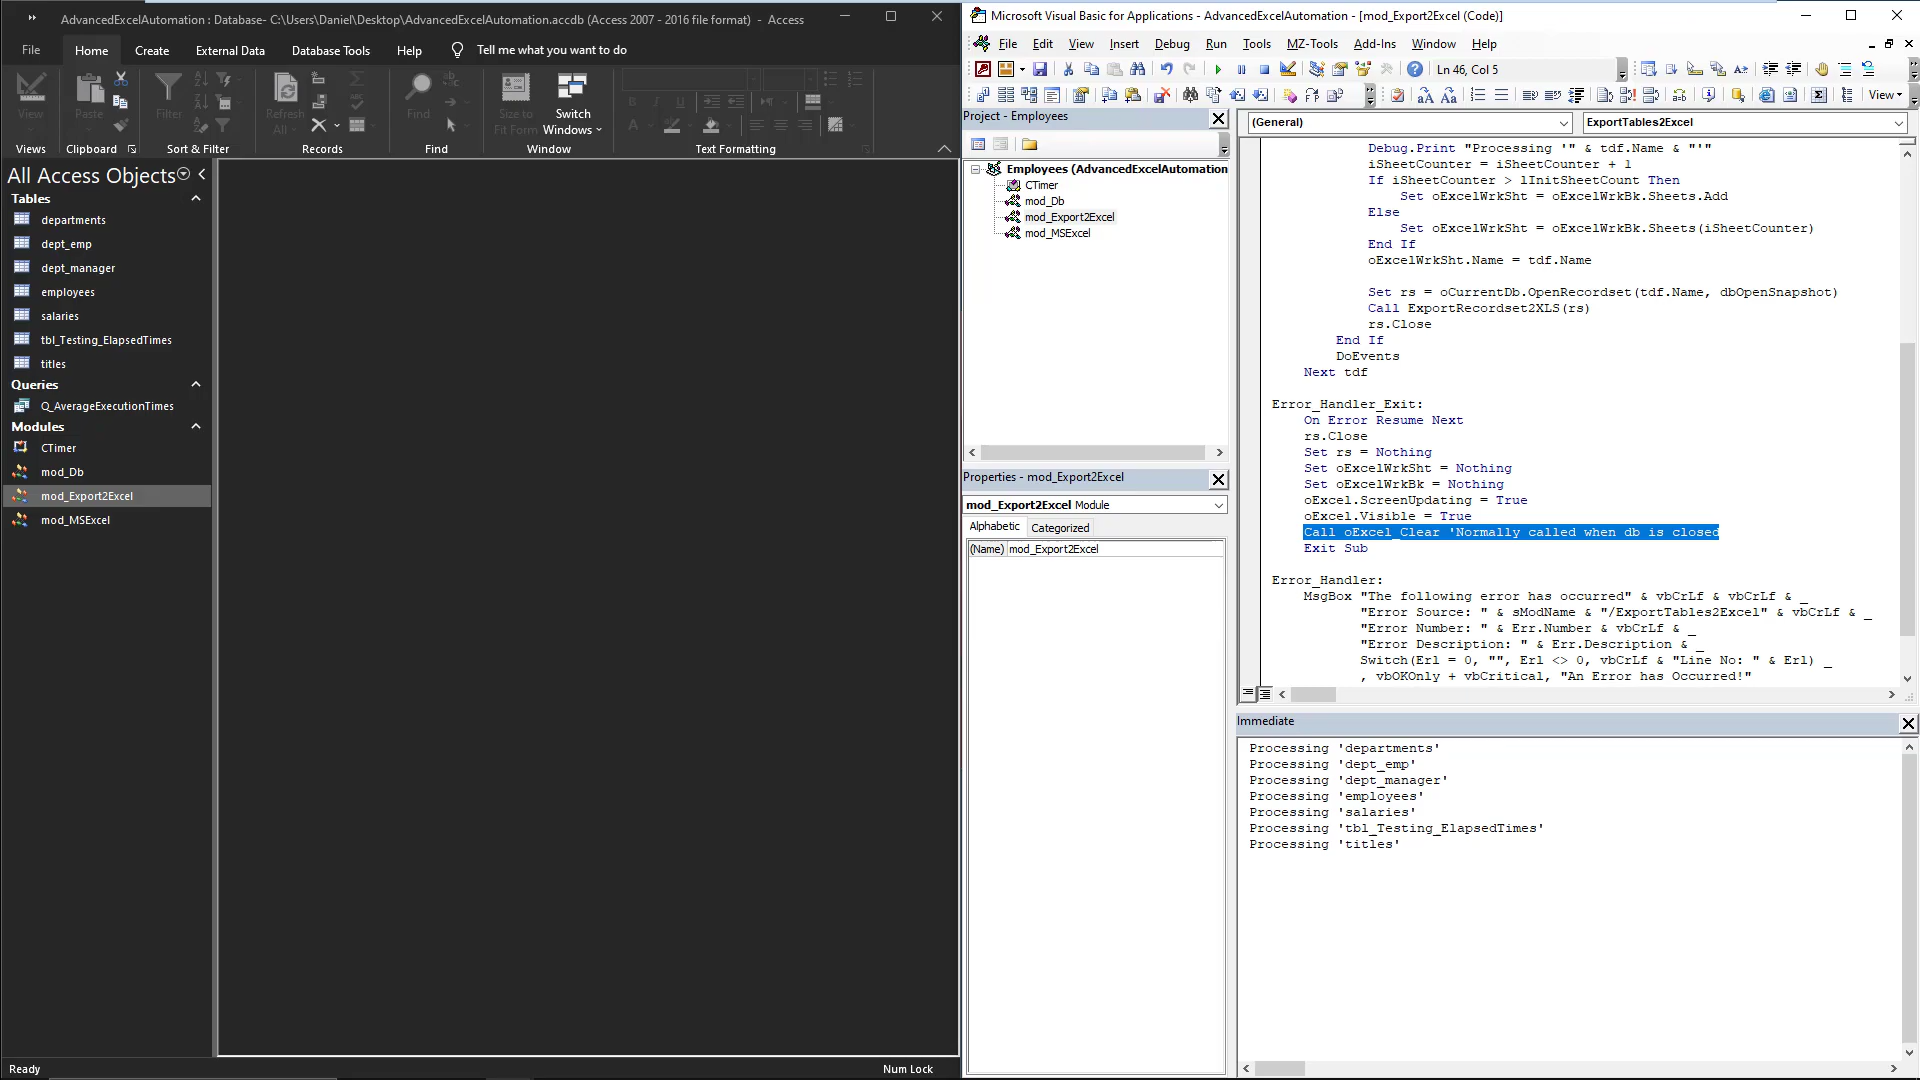 AdvancedExcelAutomation : Database- C:\Users\Daniel\Desktop\AdvancedExcelAutomation.accdb (Access 2007 - 2016 file format) - Access
File Home Create External Data Database Tools Help Tell me what you want to do
View
Paste
Filter
Refresh
All
Find
Size to
Fit Form
Switch
Windows
Views
Clipboard
Sort & Filter
Records
Find
Window
Text Formatting
All Access Objects
Tables
departments
dept_emp
dept_manager
employees
salaries
tbl_Testing_ElapsedTimes
titles
Queries
Q_AverageExecutionTimes
Modules
CTimer
mod_Db
mod_Export2Excel
mod_MSExcel
Ready
Num Lock
Microsoft Visual Basic for Applications - AdvancedExcelAutomation - [mod_Export2Excel (Code)]
File Edit View Insert Debug Run Tools MZ-Tools Add-Ins Window Help
Ln 46, Col 5
View
Project - Employees
Employees (AdvancedExcelAutomation
CTimer
mod_Db
mod_Export2Excel
mod_MSExcel
Properties - mod_Export2Excel
mod_Export2Excel Module
Alphabetic Categorized
(Name) mod_Export2Excel
(General)
ExportTables2Excel
Debug.Print "Processing '" & tdf.Name & "'"
iSheetCounter = iSheetCounter + 1
If iSheetCounter > lInitSheetCount Then
Set oExcelWrkSht = oExcelWrkBk.Sheets.Add
Else
Set oExcelWrkSht = oExcelWrkBk.Sheets(iSheetCounter)
End If
oExcelWrkSht.Name = tdf.Name
Set rs = oCurrentDb.OpenRecordset(tdf.Name, dbOpenSnapshot)
Call ExportRecordset2XLS(rs)
rs.Close
End If
DoEvents
Next tdf
Error_Handler_Exit:
On Error Resume Next
rs.Close
Set rs = Nothing
Set oExcelWrkSht = Nothing
Set oExcelWrkBk = Nothing
oExcel.ScreenUpdating = True
oExcel.Visible = True
Call oExcel_Clear 'Normally called when db is closed
Exit Sub
Error_Handler:
MsgBox "The following error has occurred" & vbCrLf & vbCrLf & _
"Error Source: " & sModName & "/ExportTables2Excel" & vbCrLf & _
"Error Number: " & Err.Number & vbCrLf & _
"Error Description: " & Err.Description & _
Switch(Erl = 0, "", Erl <> 0, vbCrLf & "Line No: " & Erl) _
, vbOKOnly + vbCritical, "An Error has Occurred!"
Immediate
Processing 'departments'
Processing 'dept_emp'
Processing 'dept_manager'
Processing 'employees'
Processing 'salaries'
Processing 'tbl_Testing_ElapsedTimes'
Processing 'titles'